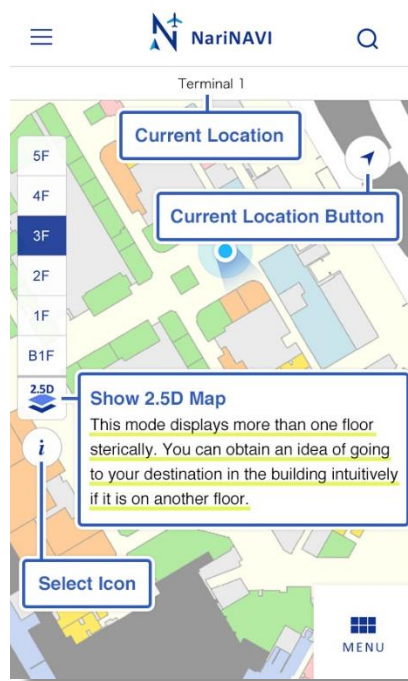 NariNAVI
Terminal 1
Current Location
5F
4F
Current Location Button
3F
2F
1F
B1F
2.5D
Show 2.5D Map
This mode displays more than one floor
sterically. You can obtain an idea of going
to your destination in the building intuitively
if it is on another floor.
i
Select Icon
MENU